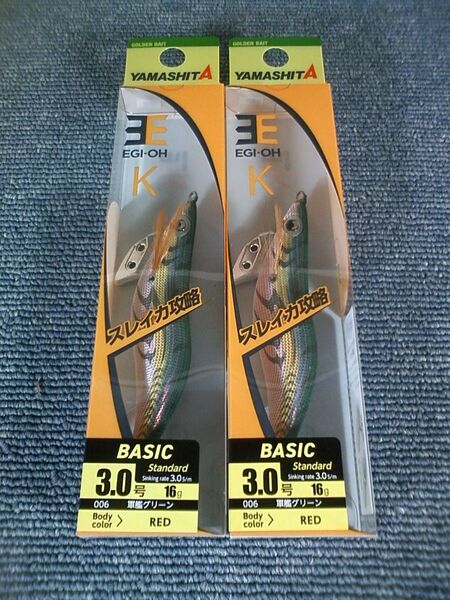 GOLDEN BAIT
YAMASHITA
EGI-OH
K
スレイカ攻略
BASIC
Standard
Sinking rate 3.0s/m
3.0号 16g
006 軍艦グリーン
Body color > RED
GOLDEN BAIT
YAMASHITA
EGI-OH
K
スレイカ攻略
BASIC
Standard
Sinking rate 3.0s/m
3.0号 16g
006 軍艦グリーン
Body color > RED